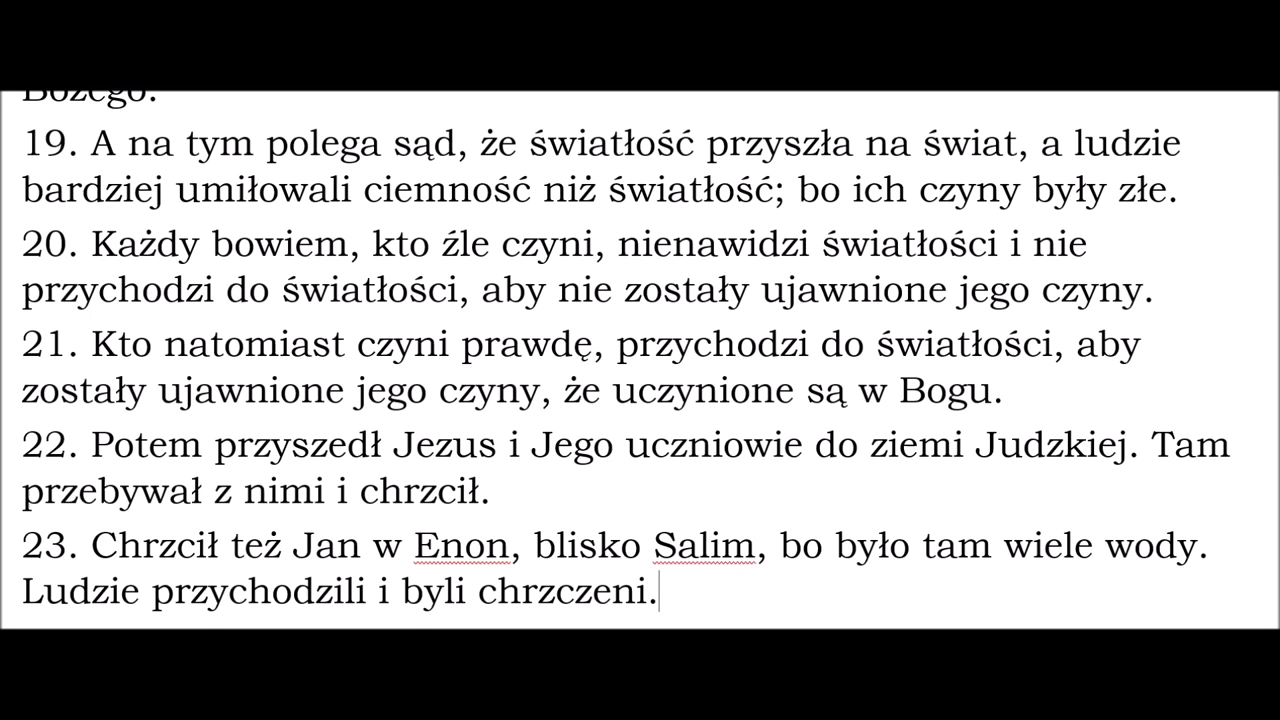 Bożego.
19. A na tym polega sąd, że światłość przyszła na świat, a ludzie
bardziej umiłowali ciemność niż światłość; bo ich czyny były złe.
20. Każdy bowiem, kto źle czyni, nienawidzi światłości i nie
przychodzi do światłości, aby nie zostały ujawnione jego czyny.
21. Kto natomiast czyni prawdę, przychodzi do światłości, aby
zostały ujawnione jego czyny, że uczynione są w Bogu.
22. Potem przyszedł Jezus i Jego uczniowie do ziemi Judzkiej. Tam
przebywał z nimi i chrzcił.
23. Chrzcił też Jan w Enon, blisko Salim, bo było tam wiele wody.
Ludzie przychodzili i byli chrzczeni.